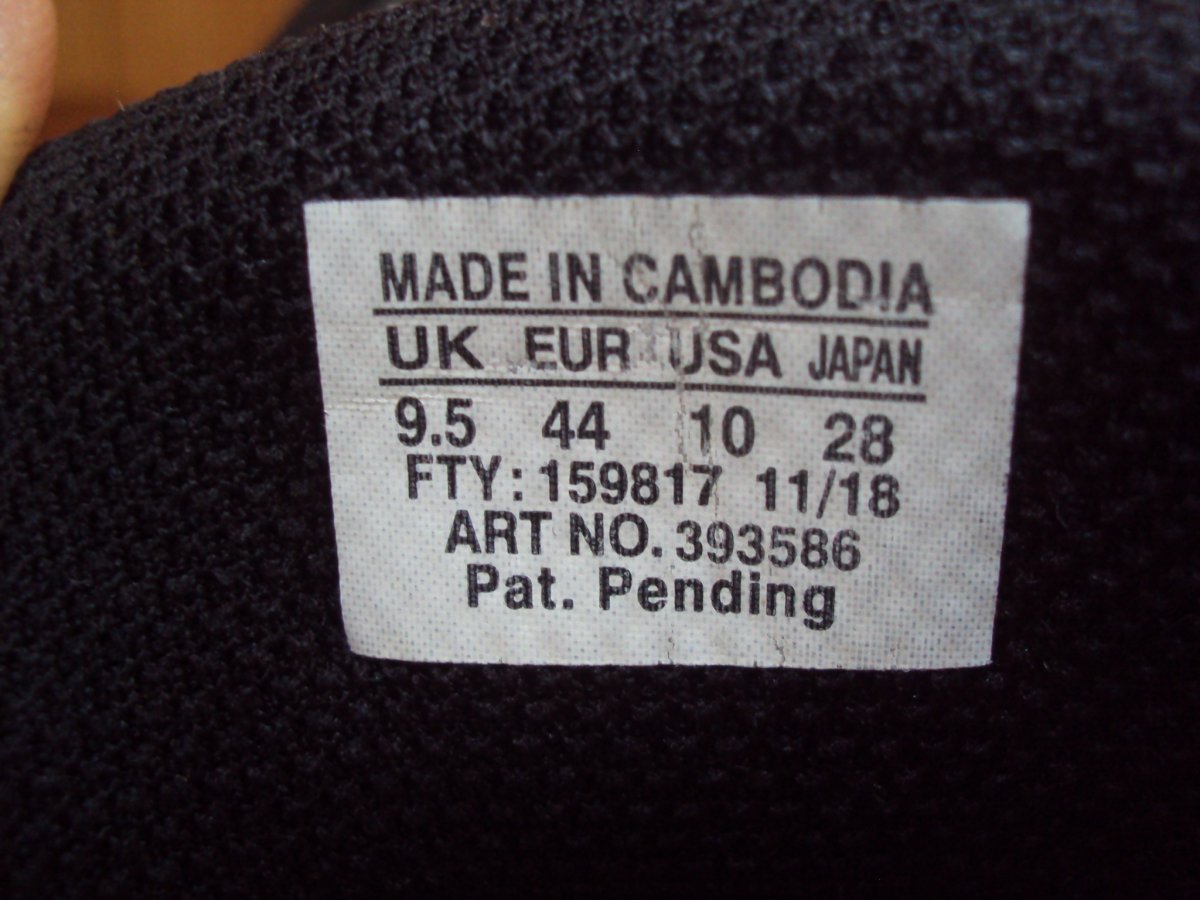 MADE IN CAMBODIA
UK EUR USA JAPAN
9.5 44 10 28
FTY: 159817 11/18
ART NO. 393586
Pat. Pending